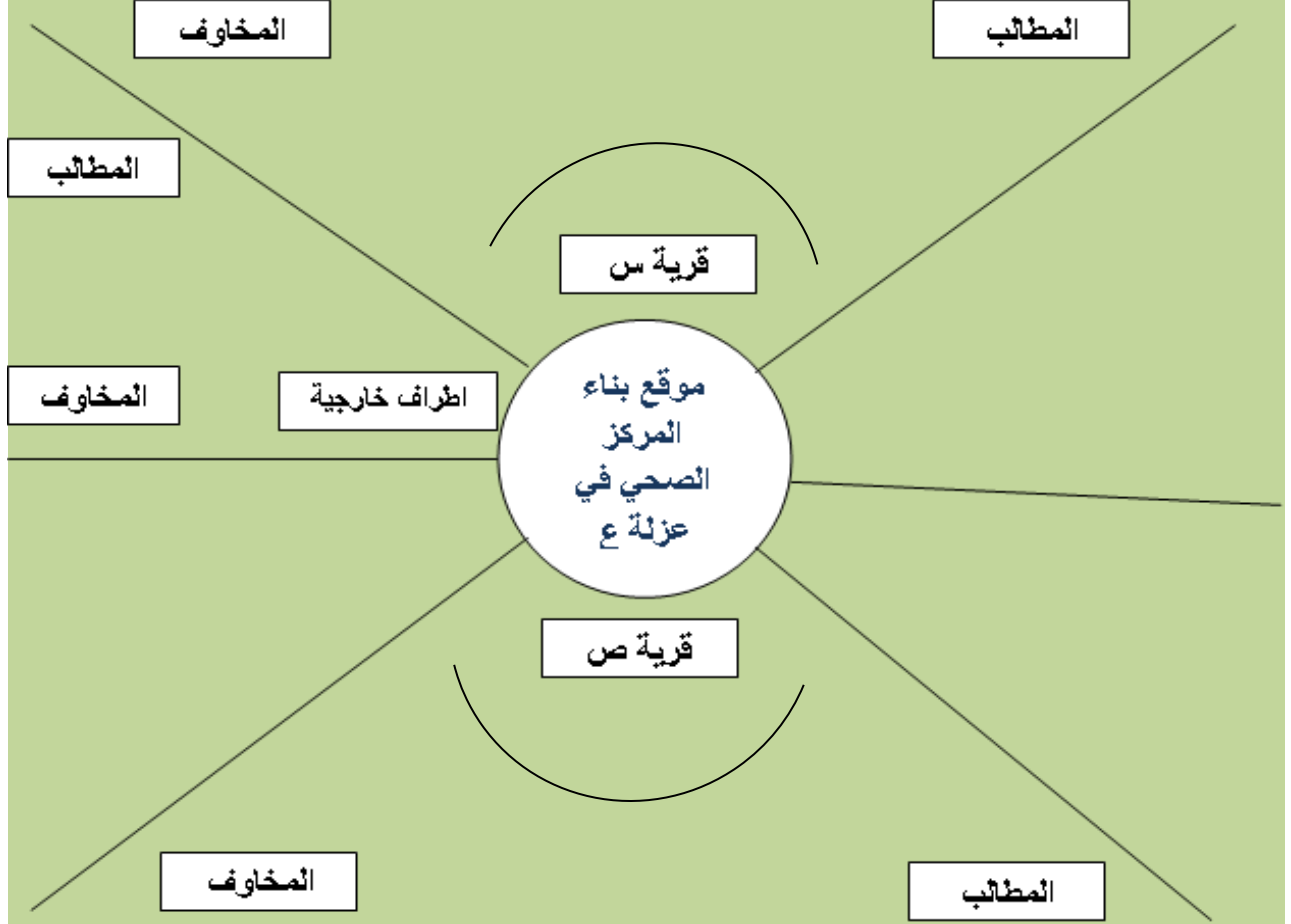 المطالب
المخاوف
المطالب
قرية س
المخاوف
اطراف خارجية
موقع بناء
المركز
الصحي في
عزلة ع
قرية ص
المخاوف
المطالب